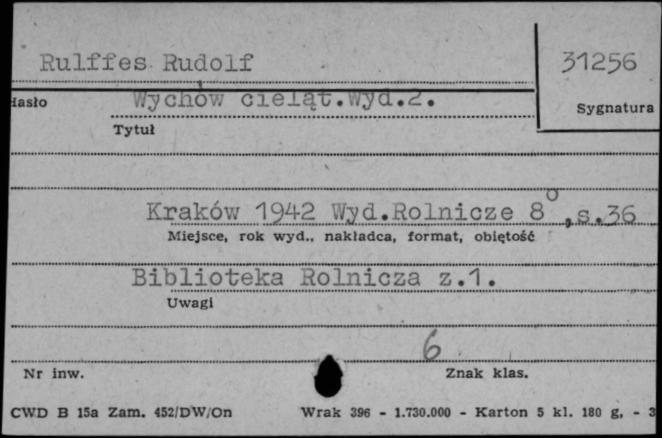 Rulffes Rudolf
31256
Hasło
Wychów cieląt.Wyd.2.
Sygnatura
Tytuł
Kraków 1942 Wyd.Rolnicze 8°,s.36
Miejsce, rok wyd., nakładca, format, obiętość
Biblioteka Rolnicza z.1.
Uwagi
6
Nr inw.
Znak klas.
CWD B 15a Zam. 452/DW/On Wrak 396 - 1.730.000 - Karton 5 kl. 180 g, - 3